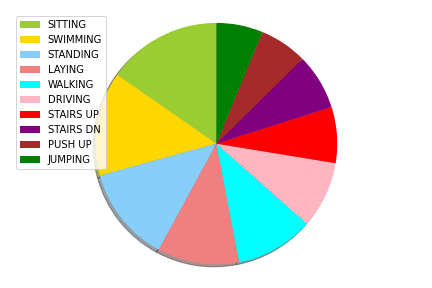 SITTING
SWIMMING
STANDING
LAYING
WALKING
DRIVING
STAIRS UP
STAIRS DN
PUSH UP
JUMPING